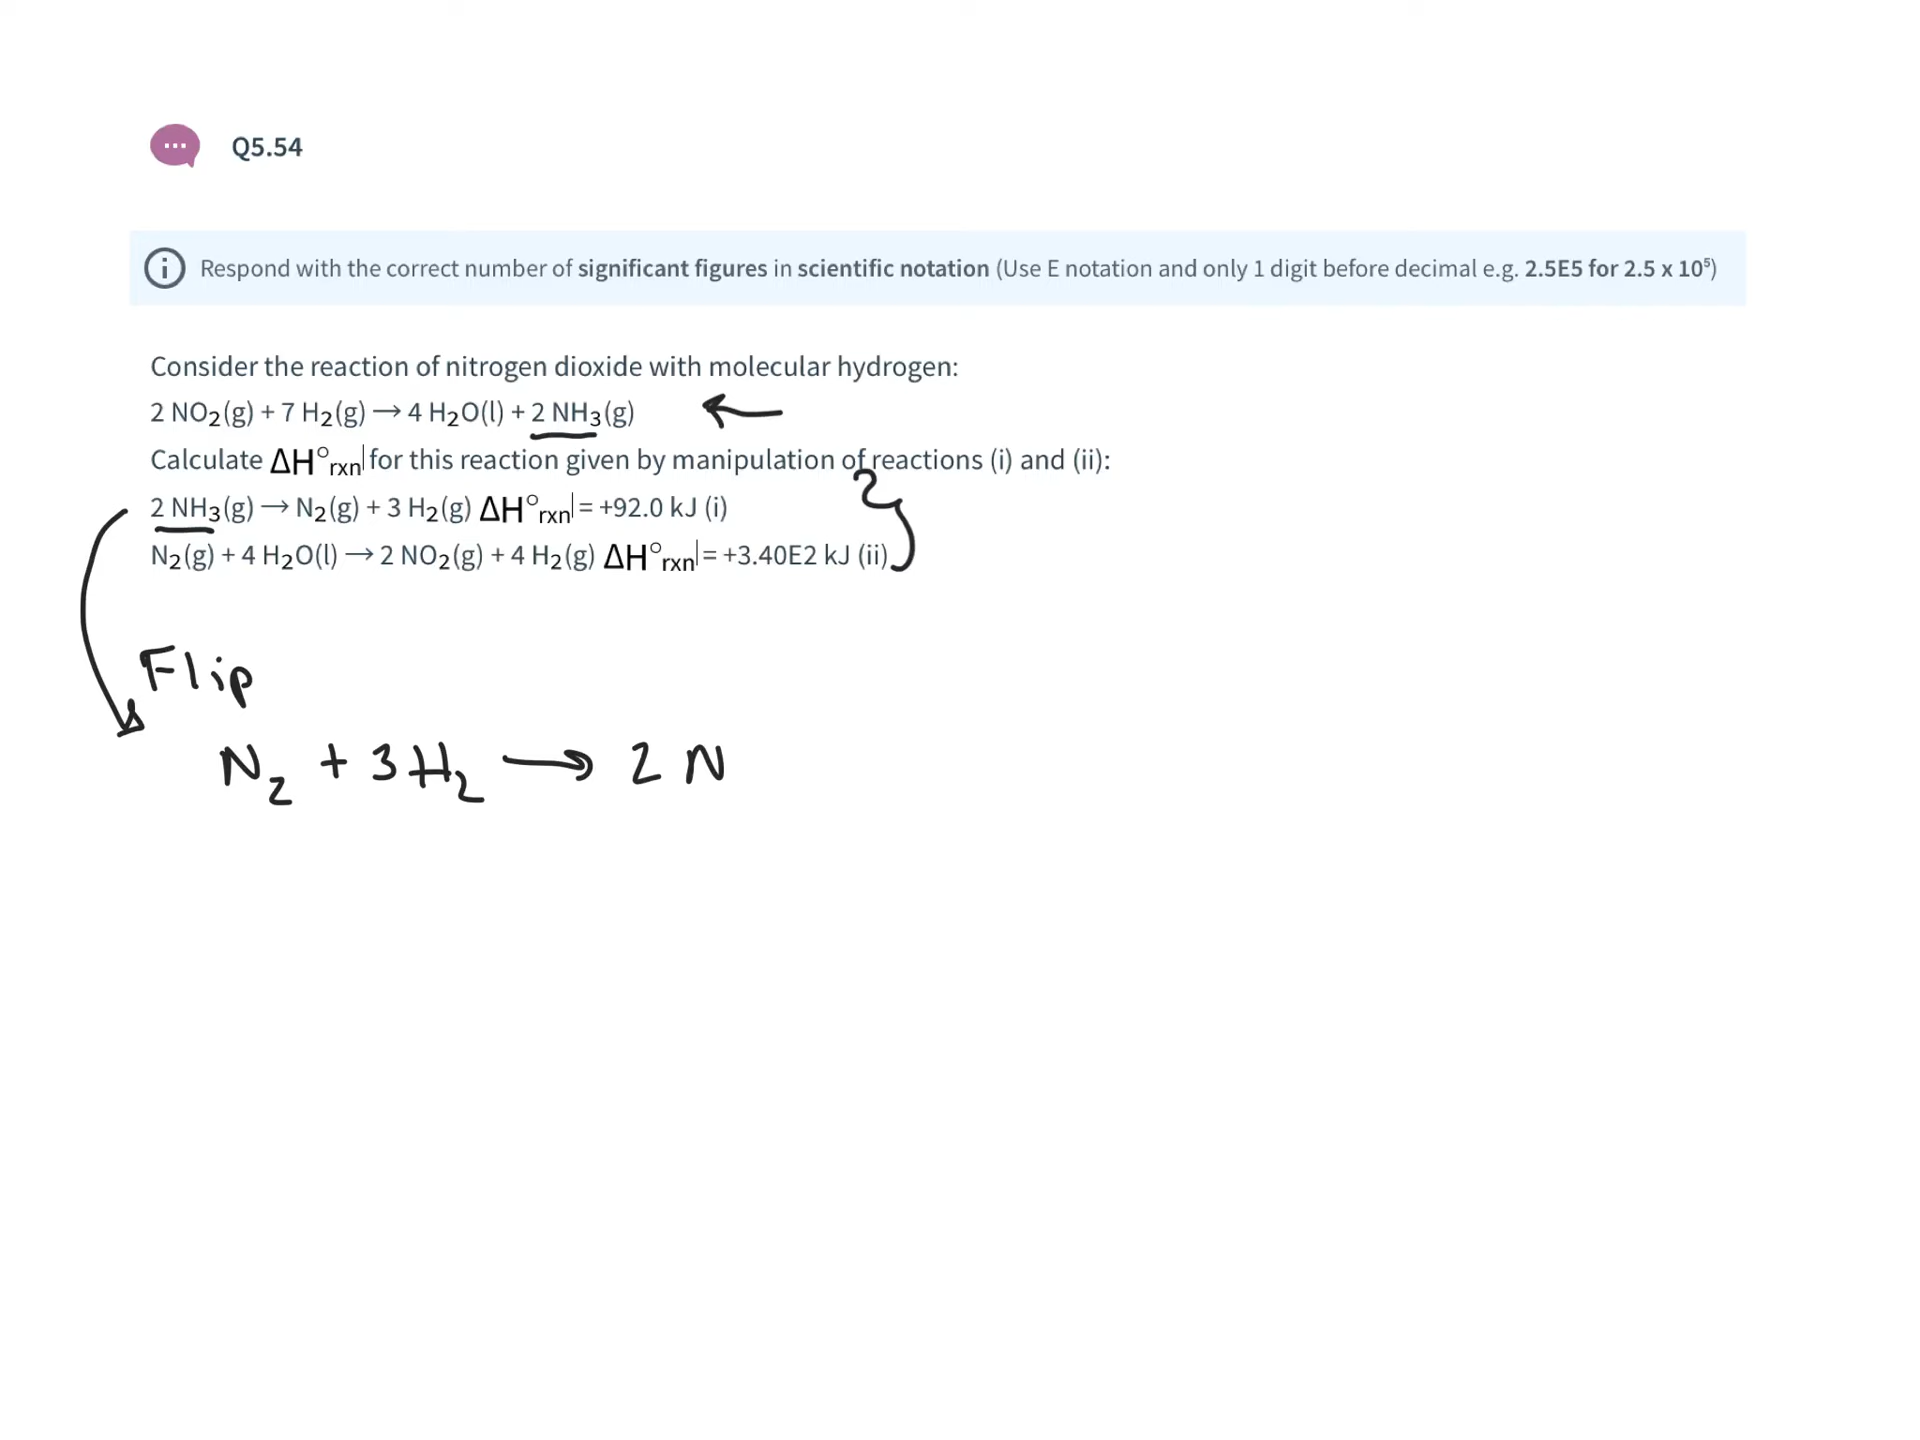 Q5.54
Respond with the correct number of significant figures in scientific notation (Use E notation and only 1 digit before decimal e.g. 2.5E5 for 2.5 x 10⁵)
Consider the reaction of nitrogen dioxide with molecular hydrogen:
2 NO₂(g) + 7 H₂(g) → 4 H₂O(l) + 2 NH₃(g)
Calculate ΔH°rxn for this reaction given by manipulation of reactions (i) and (ii):
2 NH₃(g) → N₂(g) + 3 H₂(g) ΔH°rxn = +92.0 kJ (i)
N₂(g) + 4 H₂O(l) → 2 NO₂(g) + 4 H₂(g) ΔH°rxn = +3.40E2 kJ (ii)
Flip
N₂ + 3H₂ → 2 N